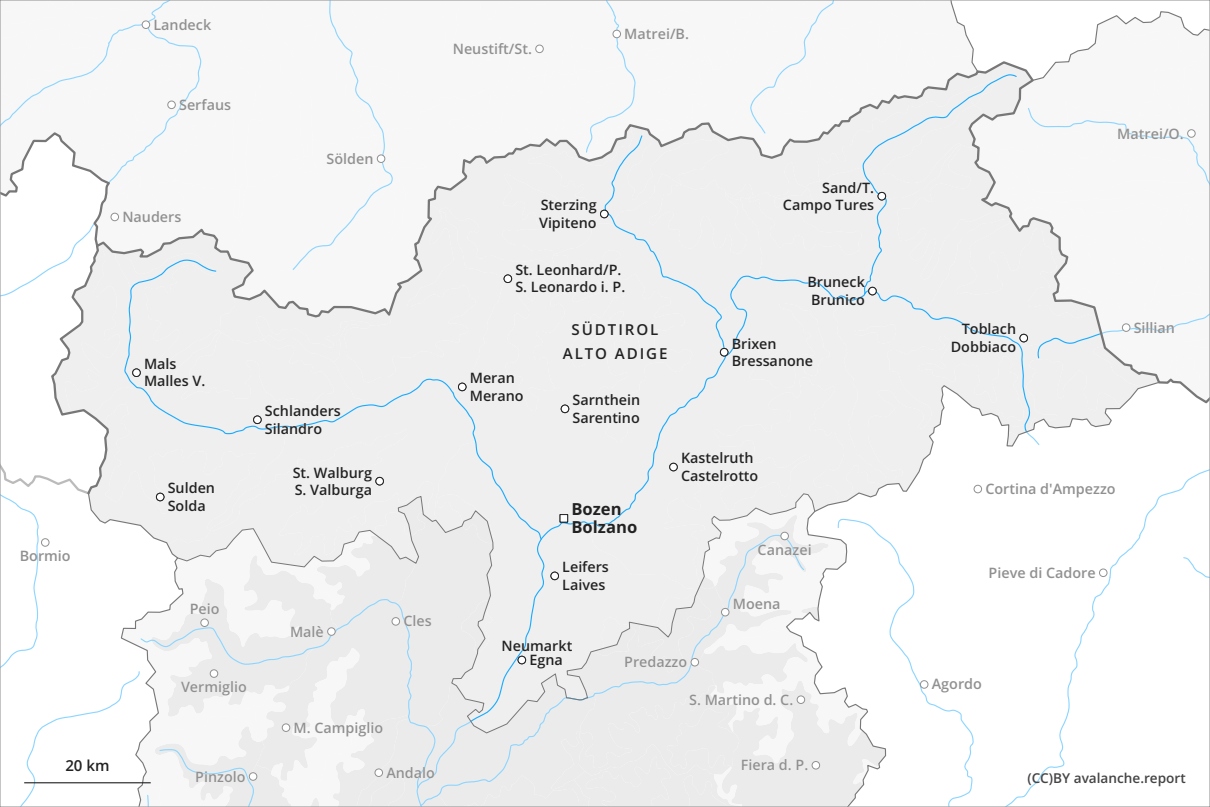 Landeck
Matrei/B.
Neustift/St.
Serfaus
Matrei/O.
Sölden
Sand/T.
Campo Tures
Nauders
Sterzing
Vipiteno
St. Leonhard/P.
S. Leonardo i. P.
Bruneck
Brunico
SÜDTIROL
ALTO ADIGE
Toblach
Dobbiaco
Sillian
Brixen
Bressanone
Mals
Malles V.
Meran
Merano
Sarnthein
Sarentino
Schlanders
Silandro
Kastelruth
Castelrotto
St. Walburg
S. Valburga
Sulden
Solda
Cortina d'Ampezzo
Bozen
Bolzano
Bormio
Canazei
Leifers
Laives
Pieve di Cadore
Peio
Moena
Cles
Malè
Neumarkt
Egna
Predazzo
Vermiglio
Agordo
S. Martino d. C.
M. Campiglio
20 km
Fiera d. P.
Andalo
Pinzolo
(CC)BY avalanche.report